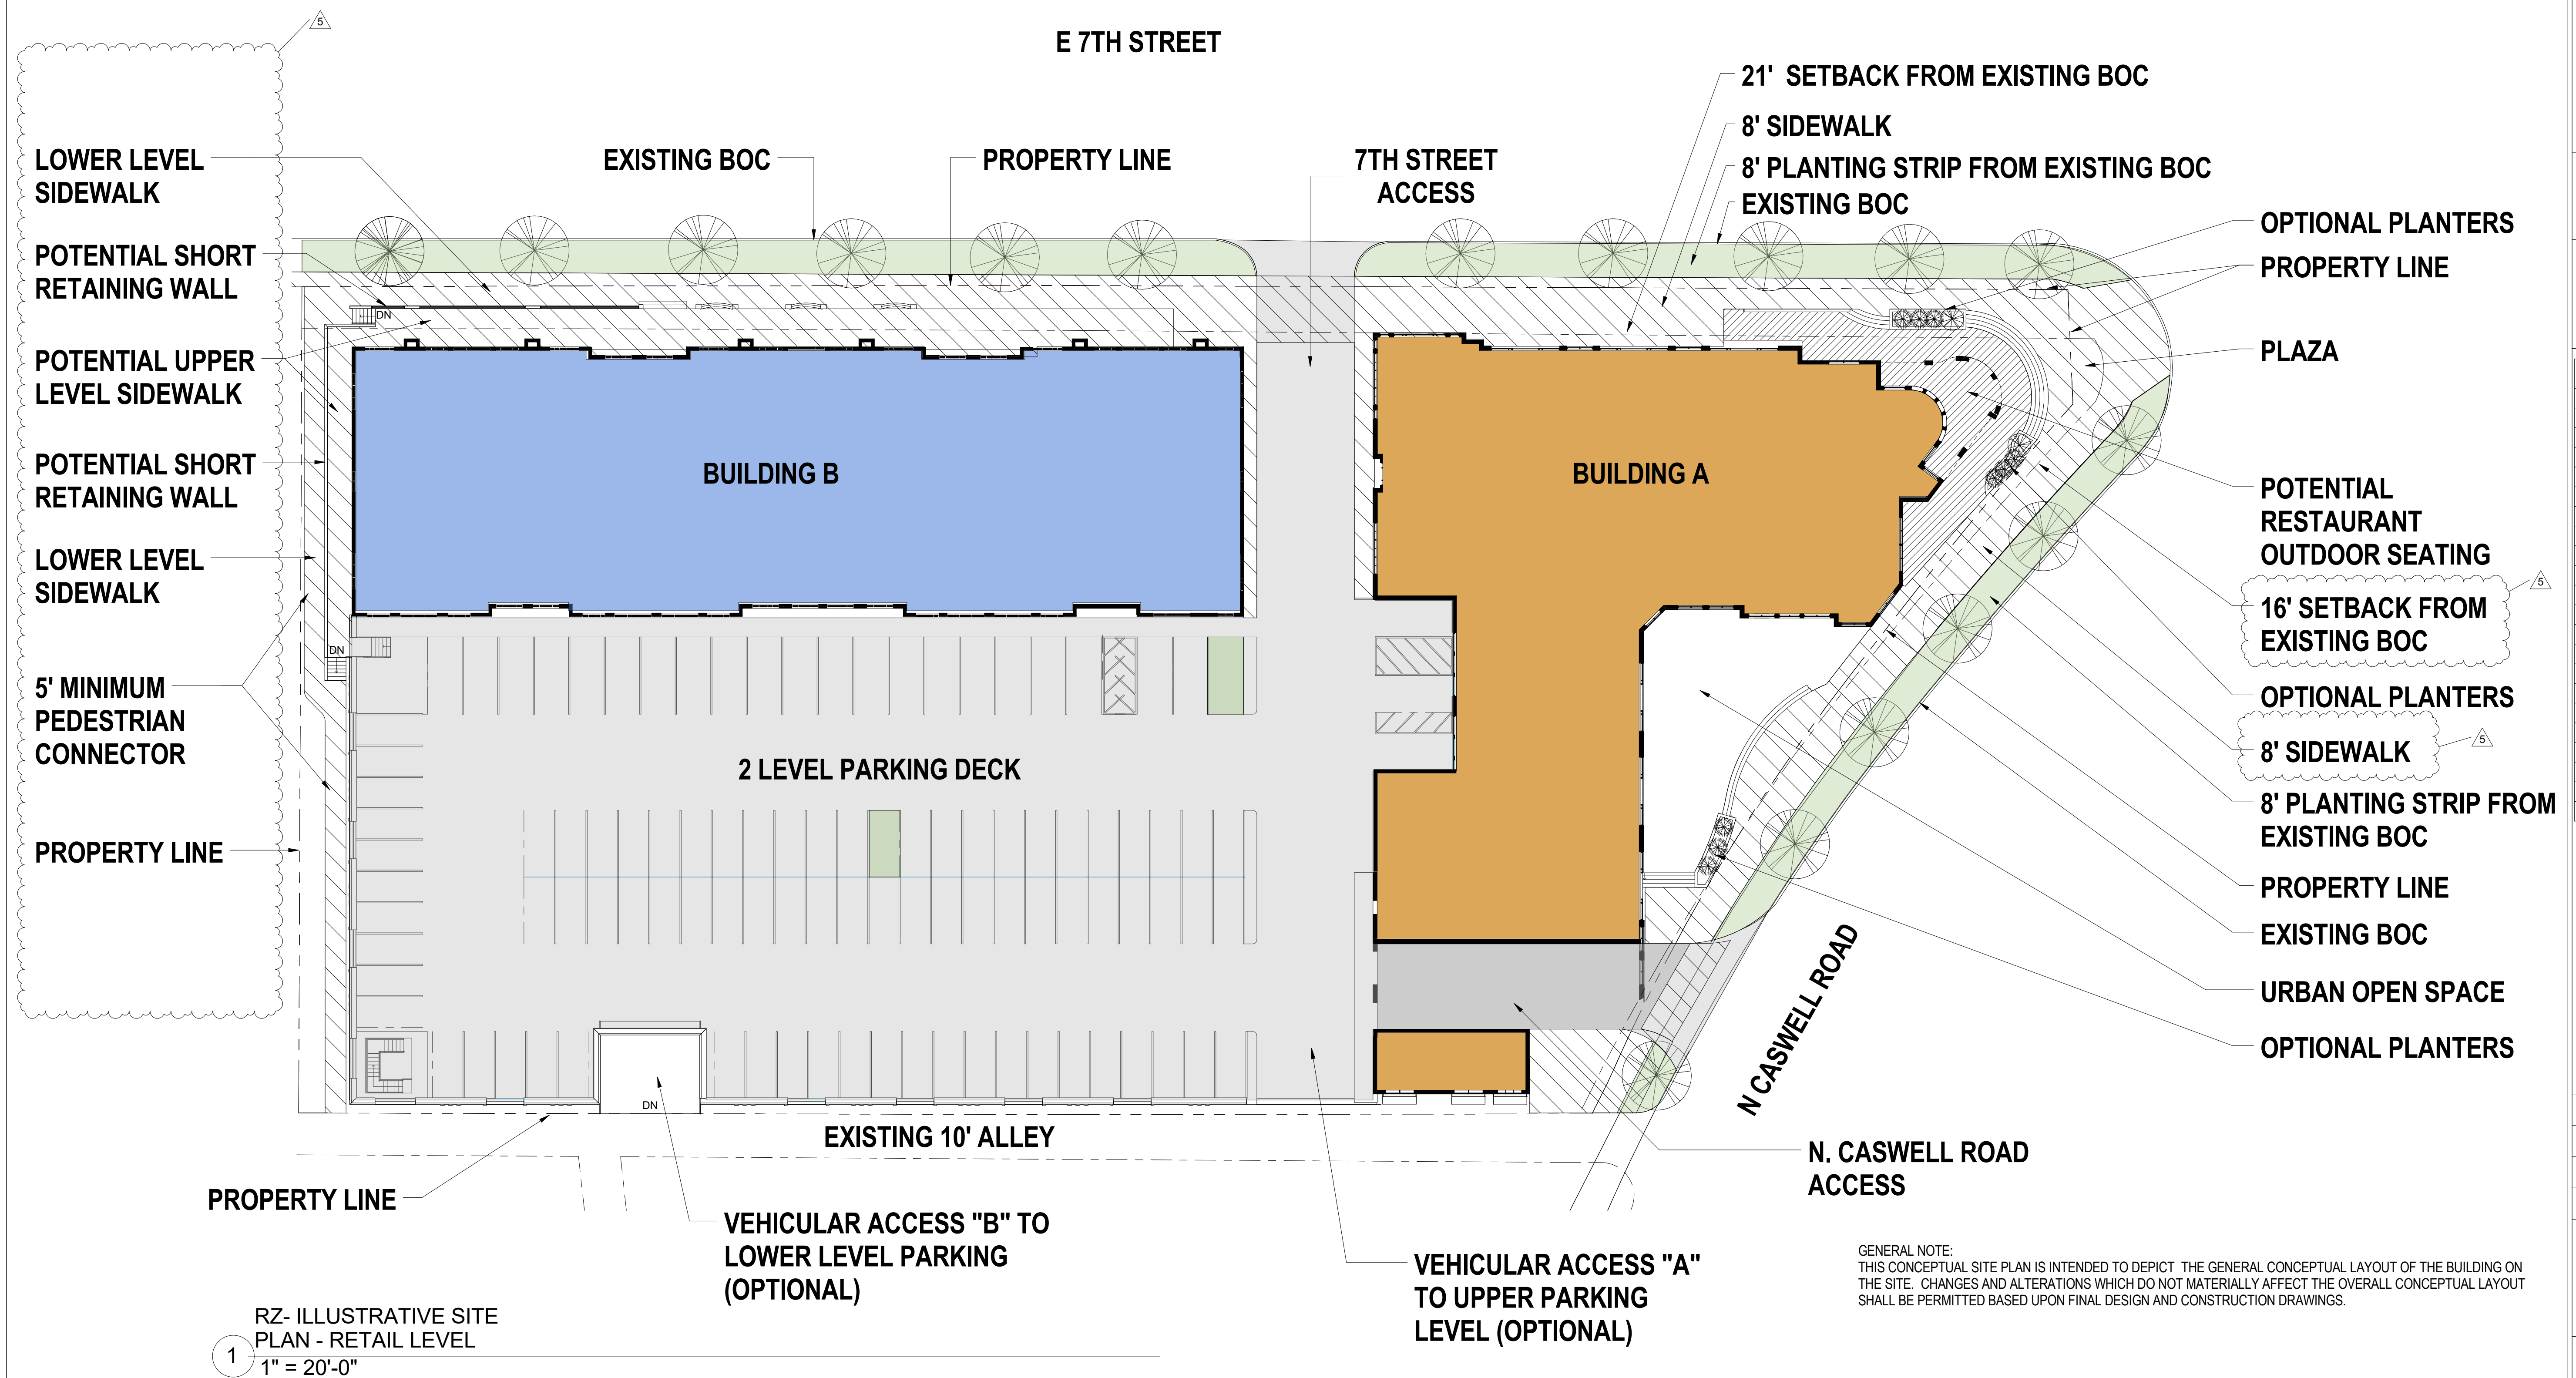 5
E 7TH STREET
21' SETBACK FROM EXISTING BOC
8' SIDEWALK
8' PLANTING STRIP FROM EXISTING BOC
EXISTING BOC
LOWER LEVEL
SIDEWALK
EXISTING BOC
PROPERTY LINE
7TH STREET
ACCESS
POTENTIAL SHORT
RETAINING WALL
POTENTIAL UPPER
LEVEL SIDEWALK
POTENTIAL SHORT
RETAINING WALL
LOWER LEVEL
SIDEWALK
5' MINIMUM
PEDESTRIAN
CONNECTOR
PROPERTY LINE
DN
DN
BUILDING B
BUILDING A
2 LEVEL PARKING DECK
DN
OPTIONAL PLANTERS
PROPERTY LINE
PLAZA
POTENTIAL
RESTAURANT
OUTDOOR SEATING
5
16' SETBACK FROM
EXISTING BOC
OPTIONAL PLANTERS
5
8' SIDEWALK
8' PLANTING STRIP FROM
EXISTING BOC
PROPERTY LINE
EXISTING BOC
URBAN OPEN SPACE
OPTIONAL PLANTERS
N CASWELL ROAD
EXISTING 10' ALLEY
N. CASWELL ROAD
ACCESS
PROPERTY LINE
VEHICULAR ACCESS "B" TO
LOWER LEVEL PARKING
(OPTIONAL)
VEHICULAR ACCESS "A"
TO UPPER PARKING
LEVEL (OPTIONAL)
GENERAL NOTE:
THIS CONCEPTUAL SITE PLAN IS INTENDED TO DEPICT THE GENERAL CONCEPTUAL LAYOUT OF THE BUILDING ON
THE SITE. CHANGES AND ALTERATIONS WHICH DO NOT MATERIALLY AFFECT THE OVERALL CONCEPTUAL LAYOUT
SHALL BE PERMITTED BASED UPON FINAL DESIGN AND CONSTRUCTION DRAWINGS.
RZ- ILLUSTRATIVE SITE
PLAN - RETAIL LEVEL
1
1" = 20'-0"